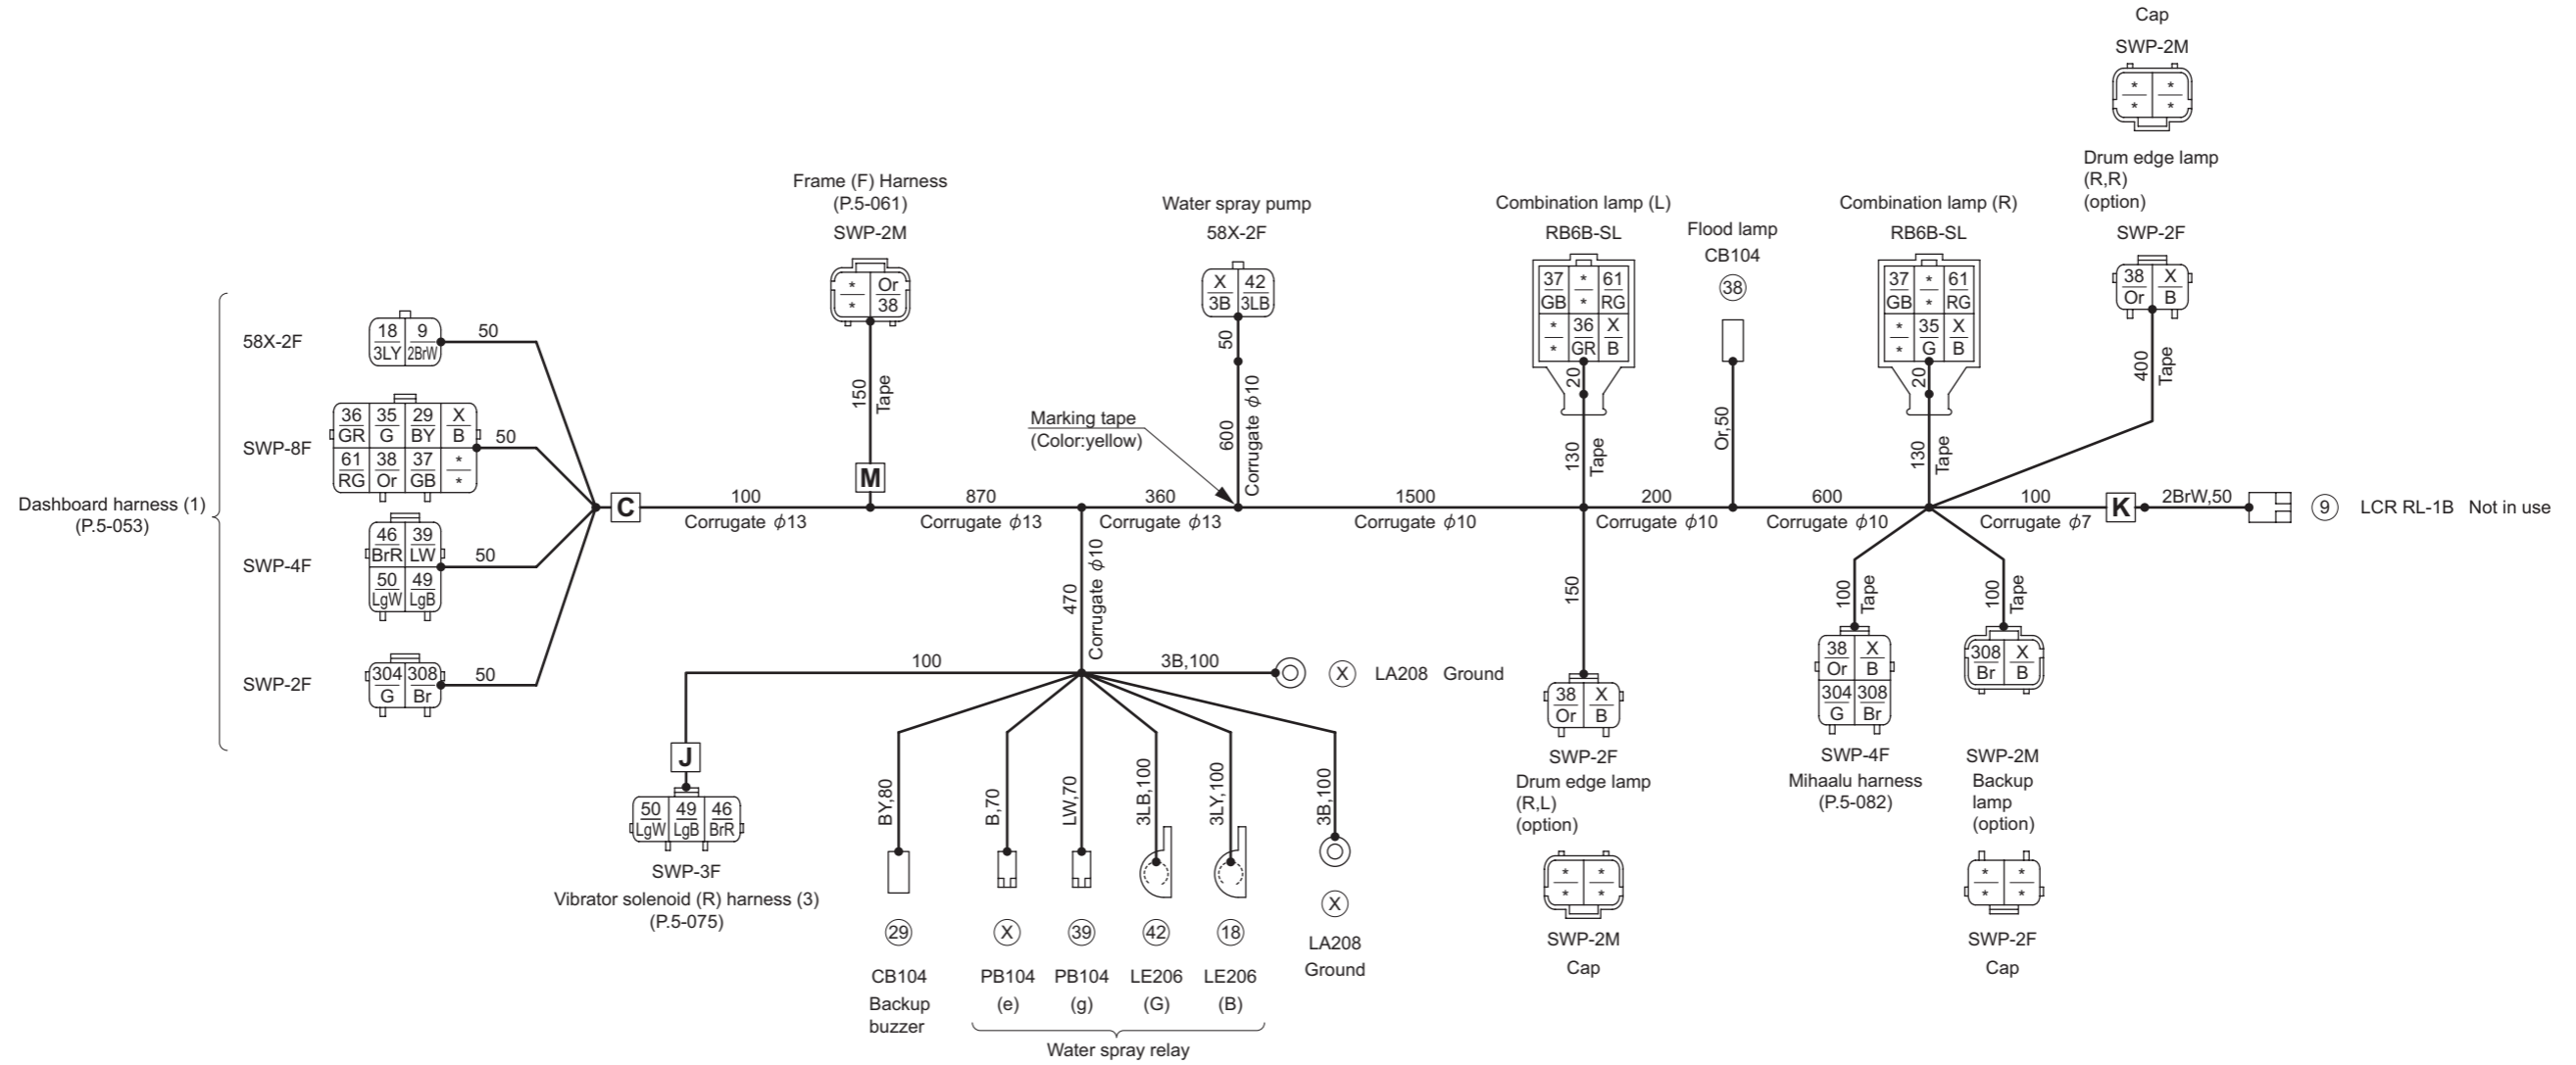 Cap
SWP-2M
* *
* *
Drum edge lamp
(R,R)
(option)
SWP-2F
38 X
Or B
400
Tape
Frame (F) Harness
(P.5-061)
SWP-2M
* Or
* 38
150
Tape
M
Water spray pump
58X-2F
X 42
3B 3LB
50
600
Corrugate φ10
Marking tape
(Color:yellow)
Combination lamp (L)
RB6B-SL
37 * 61
GB * RG
* 36 X
* GR B
20
130
Tape
Flood lamp
CB104
38
Or,50
Combination lamp (R)
RB6B-SL
37 * 61
GB * RG
* 35 X
* G B
20
130
Tape
Dashboard harness (1)
(P.5-053)
58X-2F
18 9
3LY 2BrW
50
SWP-8F
36 35 29 X
GR G BY B
61 38 37 *
RG Or GB *
50
SWP-4F
46 39
BrR LW
50 49
LgW LgB
50
SWP-2F
304 308
G Br
50
C
100
Corrugate φ13
870
Corrugate φ13
360
Corrugate φ13
1500
Corrugate φ10
200
Corrugate φ10
600
Corrugate φ10
100
Corrugate φ7
K
2BrW,50
9
LCR RL-1B Not in use
470
Corrugate φ10
100
J
50 49 46
LgW LgB BrR
SWP-3F
Vibrator solenoid (R) harness (3)
(P.5-075)
3B,100
X
LA208 Ground
BY,80
29
CB104
Backup
buzzer
B,70
X
PB104
(e)
LW,70
39
PB104
(g)
3LB,100
42
LE206
(G)
3LY,100
18
LE206
(B)
Water spray relay
3B,100
X
LA208
Ground
150
38 X
Or B
SWP-2F
Drum edge lamp
(R,L)
(option)
* *
* *
SWP-2M
Cap
100
Tape
38 X
Or B
304 308
G Br
SWP-4F
Mihaalu harness
(P.5-082)
100
Tape
308 X
Br B
SWP-2M
Backup
lamp
(option)
* *
* *
SWP-2F
Cap